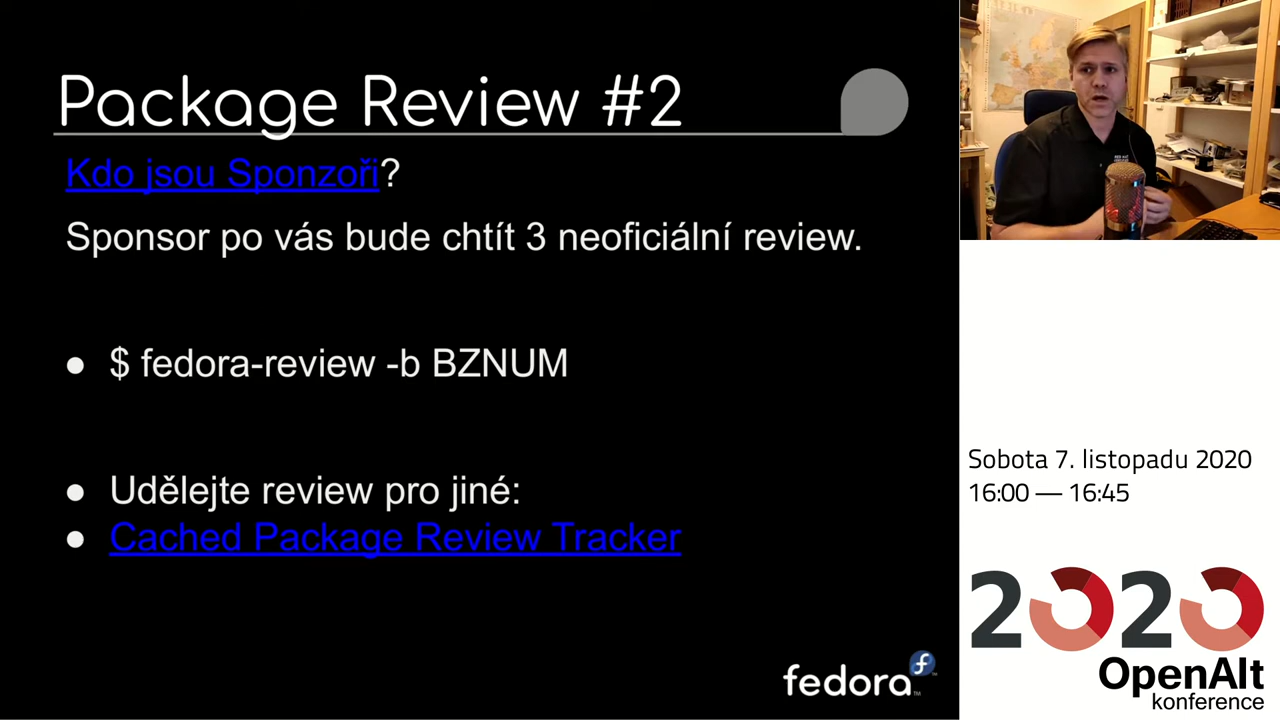 Package Review #2
Kdo jsou Sponzoři?
Sponsor po vás bude chtít 3 neoficiální review.
● $ fedora-review -b BZNUM
● Udělejte review pro jiné:
● Cached Package Review Tracker
fedora™
Sobota 7. listopadu 2020
16:00 — 16:45
2020
OpenAlt
konference